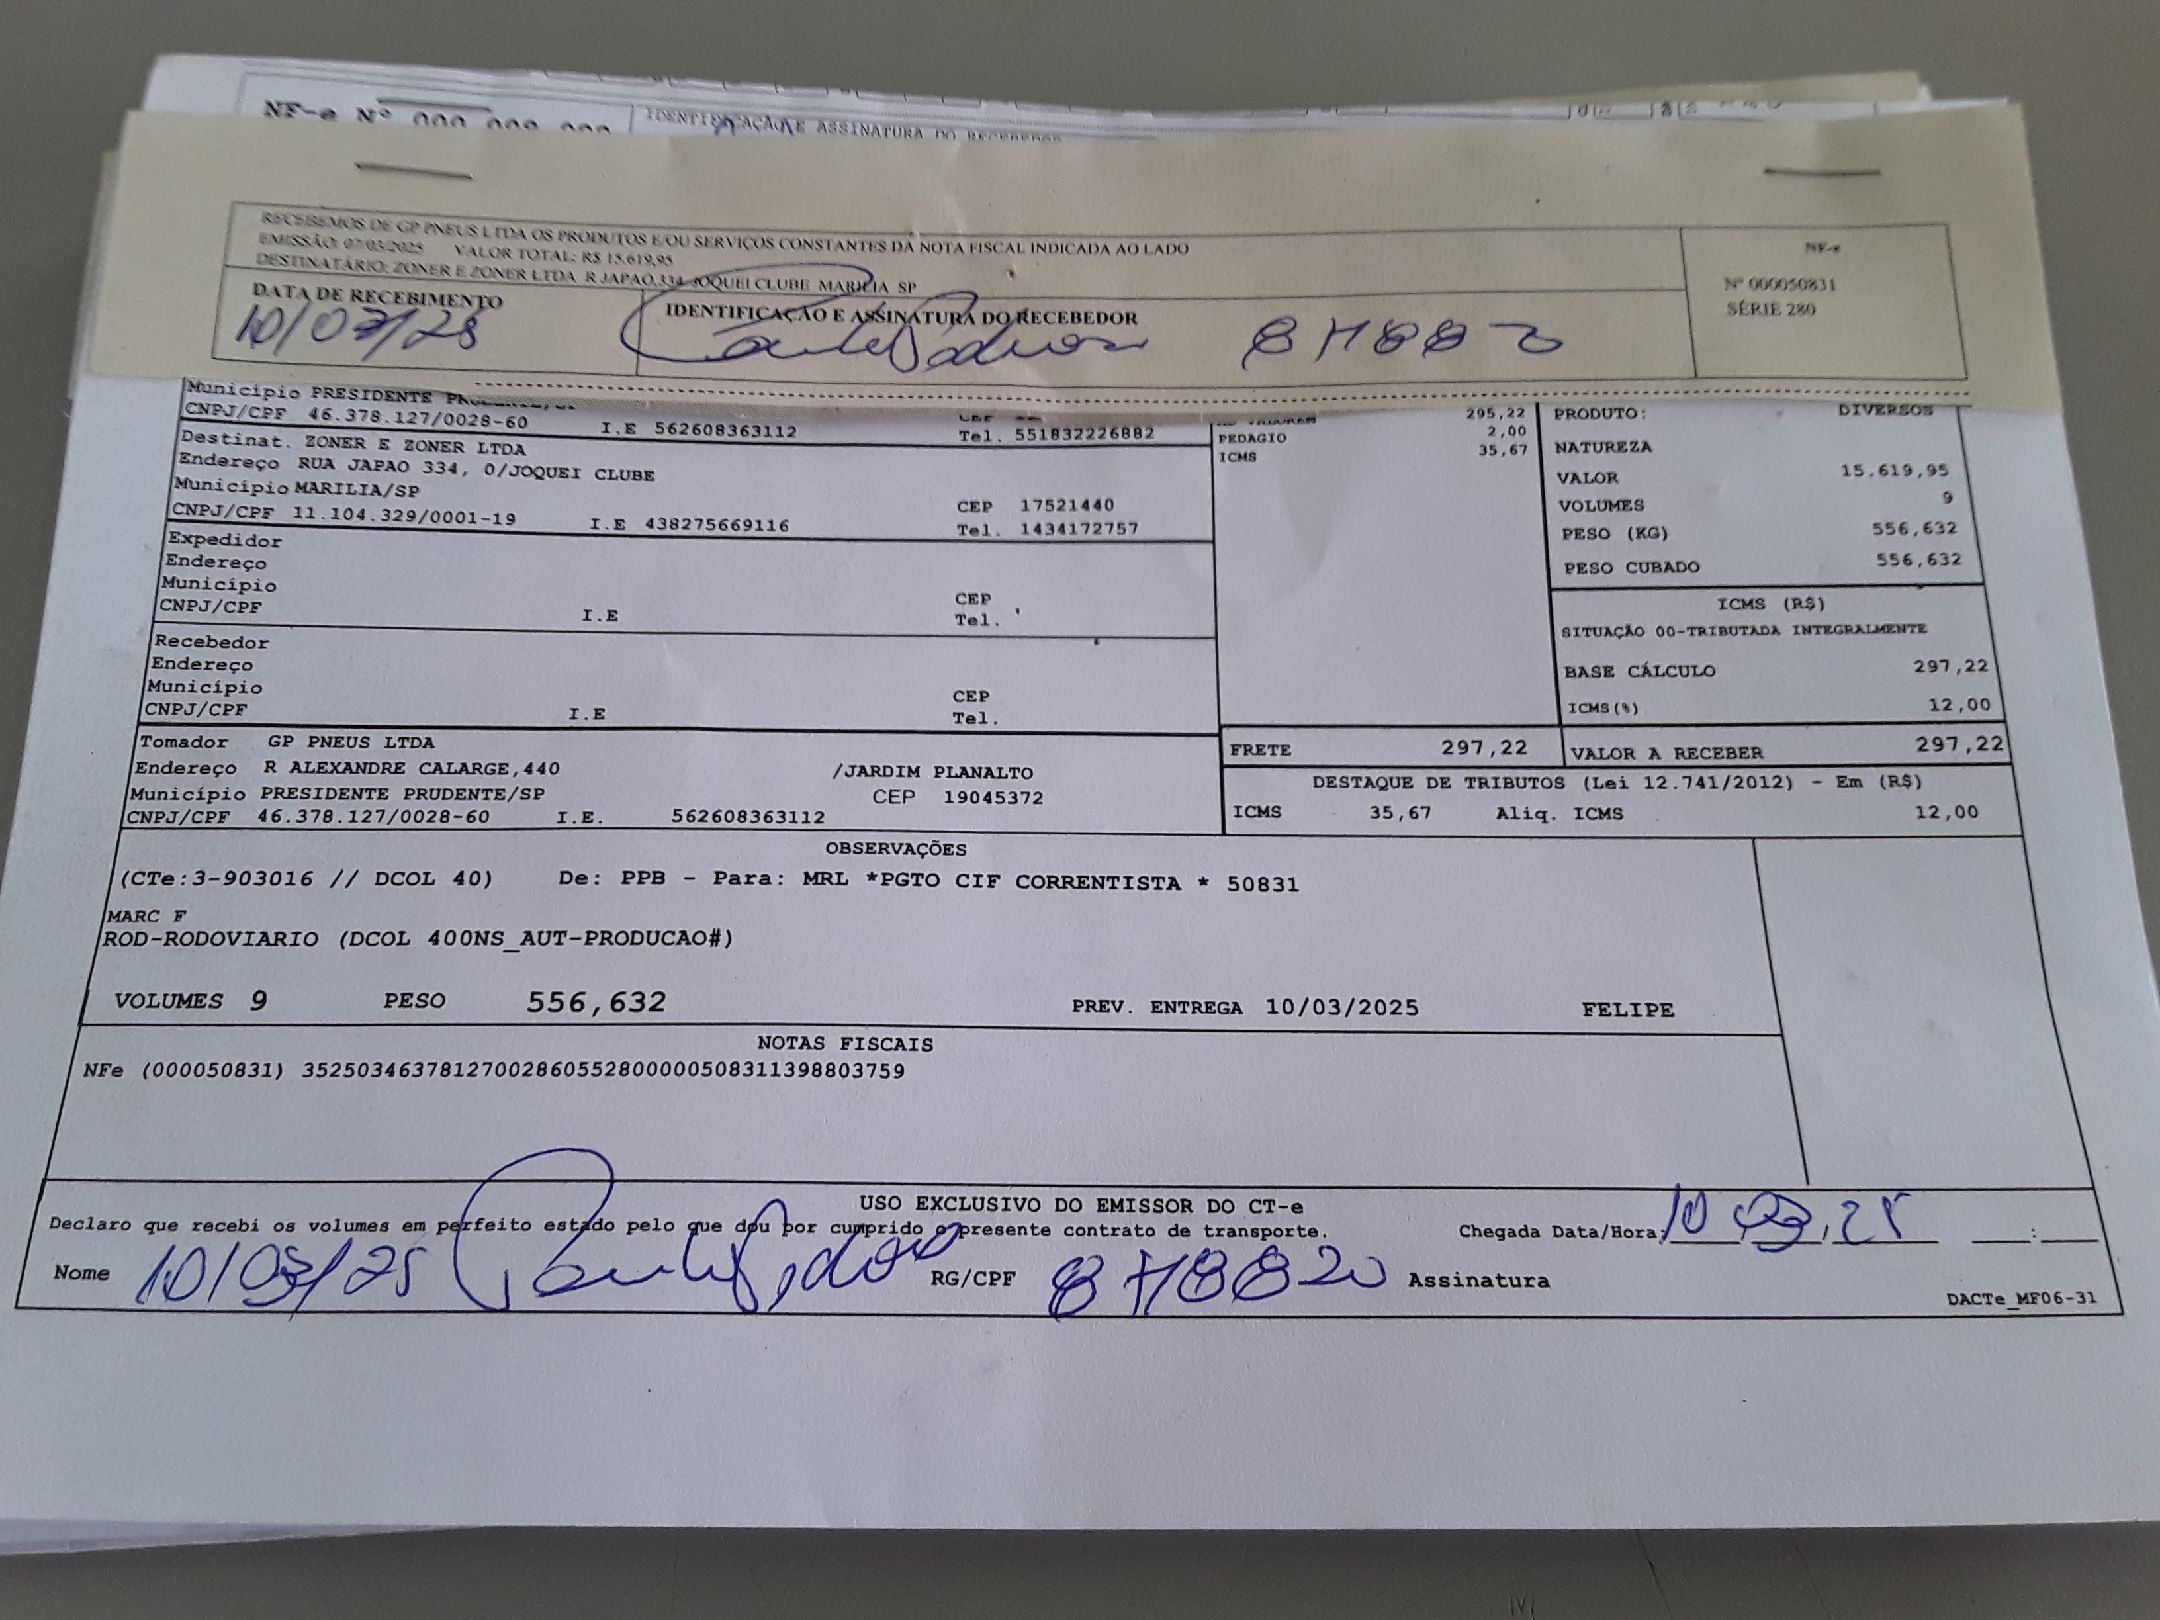 NF-e Nº
IDENTIFICAÇÃO E ASSINATURA DO RECEBEDOR
RECEBEMOS DE GP PNEUS LTDA OS PRODUTOS E/OU SERVIÇOS CONSTANTES DA NOTA FISCAL INDICADA AO LADO
EMISSÃO: 07/03/2025 VALOR TOTAL: R$ 15.619,95
DESTINATÁRIO: ZONER E ZONER LTDA R JAPAO,334 JOQUEI CLUBE MARILIA SP
NF-e
Nº 000050831
SÉRIE 280
DATA DE RECEBIMENTO
10/03/25
IDENTIFICAÇÃO E ASSINATURA DO RECEBEDOR
Município PRESIDENTE
CNPJ/CPF 46.378.127/0028-60 I.E 562608363112 Tel. 551832226882
Destinat. ZONER E ZONER LTDA
Endereço RUA JAPAO 334, 0/JOQUEI CLUBE
Município MARILIA/SP CEP 17521440
CNPJ/CPF 11.104.329/0001-19 I.E 438275669116 Tel. 1434172757
Expedidor
Endereço
Município CEP
CNPJ/CPF I.E Tel.
Recebedor
Endereço
Município CEP
CNPJ/CPF I.E Tel.
Tomador GP PNEUS LTDA
Endereço R ALEXANDRE CALARGE,440 /JARDIM PLANALTO
Município PRESIDENTE PRUDENTE/SP CEP 19045372
CNPJ/CPF 46.378.127/0028-60 I.E. 562608363112
295,22
PEDAGIO 2,00
ICMS 35,67
PRODUTO: DIVERSOS
NATUREZA
VALOR 15.619,95
VOLUMES 9
PESO (KG) 556,632
PESO CUBADO 556,632
ICMS (R$)
SITUAÇÃO 00-TRIBUTADA INTEGRALMENTE
BASE CÁLCULO 297,22
ICMS(%) 12,00
FRETE 297,22 VALOR A RECEBER 297,22
DESTAQUE DE TRIBUTOS (Lei 12.741/2012) - Em (R$)
ICMS 35,67 Aliq. ICMS 12,00
OBSERVAÇÕES
(CTe:3-903016 // DCOL 40) De: PPB - Para: MRL *PGTO CIF CORRENTISTA * 50831
MARC F
ROD-RODOVIARIO (DCOL 400NS_AUT-PRODUCAO#)
VOLUMES 9 PESO 556,632 PREV. ENTREGA 10/03/2025 FELIPE
NOTAS FISCAIS
NFe (000050831) 35250346378127002860552800000508311398803759
USO EXCLUSIVO DO EMISSOR DO CT-e
Declaro que recebi os volumes em perfeito estado pelo que dou por cumprido o presente contrato de transporte. Chegada Data/Hora: 10 03 25 :
Nome 10/03/25 RG/CPF Assinatura
DACTe_MF06-31